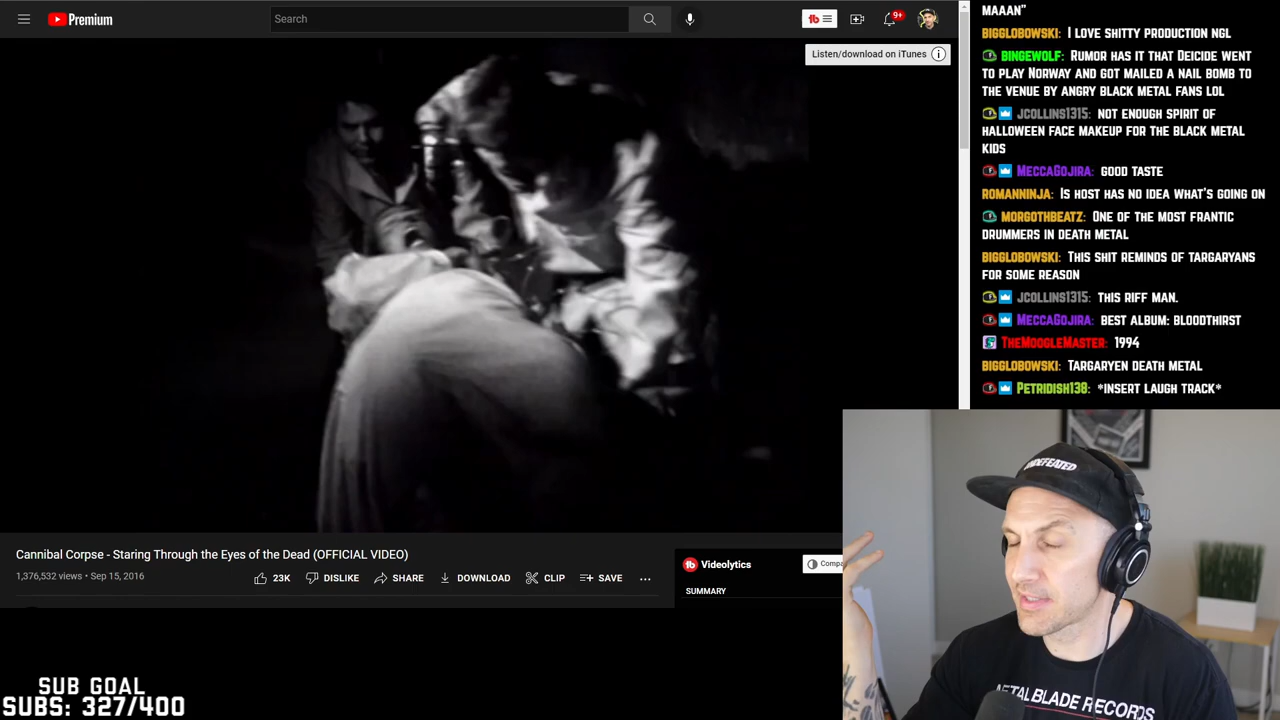 Premium
Search
9+
Listen/download on iTunes
MAAAN"
BIGGLOBOWSKI: I LOVE SHITTY PRODUCTION NGL
BINGEWOLF: RUMOR HAS IT THAT DEICIDE WENT
TO PLAY NORWAY AND GOT MAILED A NAIL BOMB TO
THE VENUE BY ANGRY BLACK METAL FANS LOL
JCOLLINS1315: NOT ENOUGH SPIRIT OF
HALLOWEEN FACE MAKEUP FOR THE BLACK METAL
KIDS
MECCAGOJIRA: GOOD TASTE
ROMANNINJA: IS HOST HAS NO IDEA WHAT'S GOING ON
MORGOTHBEATZ: ONE OF THE MOST FRANTIC
DRUMMERS IN DEATH METAL
BIGGLOBOWSKI: THIS SHIT REMINDS OF TARGARYANS
FOR SOME REASON
JCOLLINS1315: THIS RIFF MAN.
MECCAGOJIRA: BEST ALBUM: BLOODTHIRST
THEMOOGLEMASTER: 1994
BIGGLOBOWSKI: TARGARYEN DEATH METAL
PETRIDISH138: *INSERT LAUGH TRACK*
UNDEFEATED
METAL BLADE RECORDS
Cannibal Corpse - Staring Through the Eyes of the Dead (OFFICIAL VIDEO)
1,376,532 views • Sep 15, 2016
23K
DISLIKE
SHARE
DOWNLOAD
CLIP
SAVE
Videolytics
Compa
SUMMARY
SUB GOAL
SUBS: 327/400